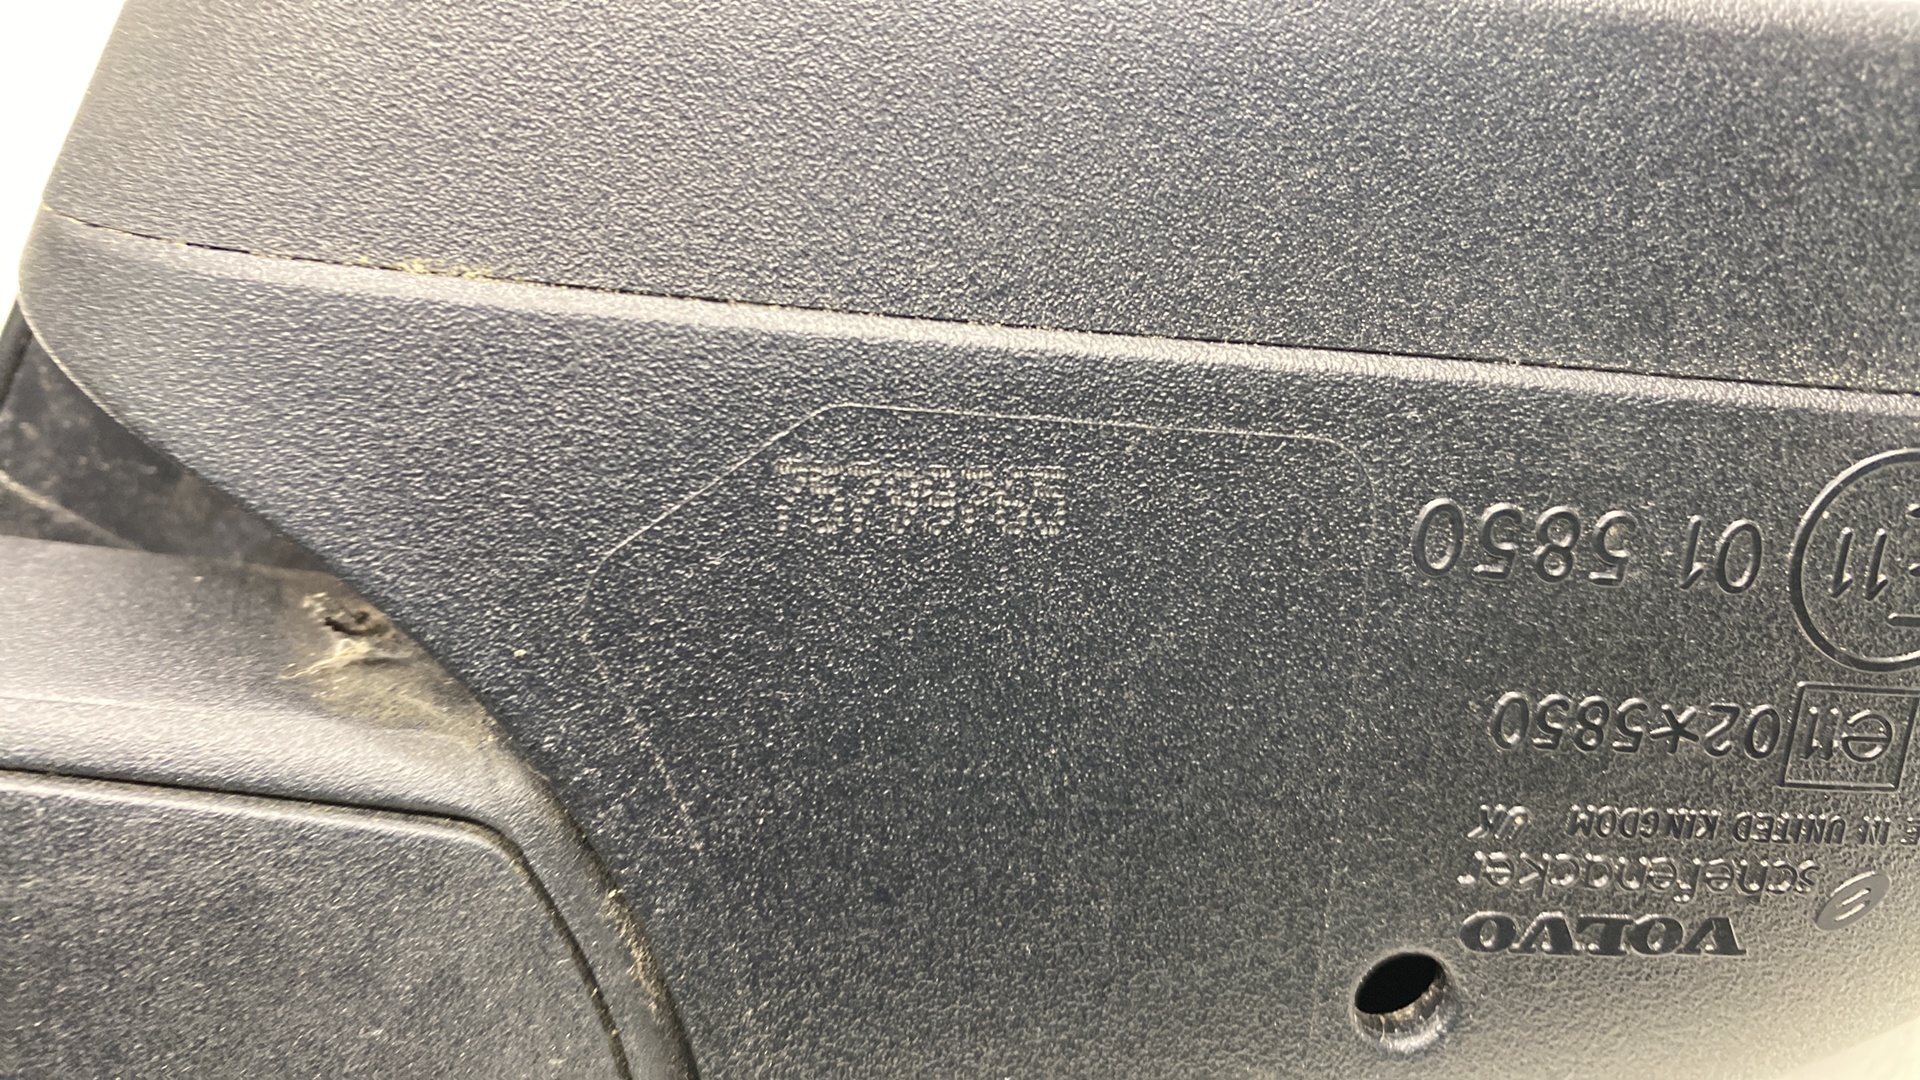 VOLVO
schefenacker
E IN UNITED KINGDOM UK
e11 02*5850
E11 01 5850